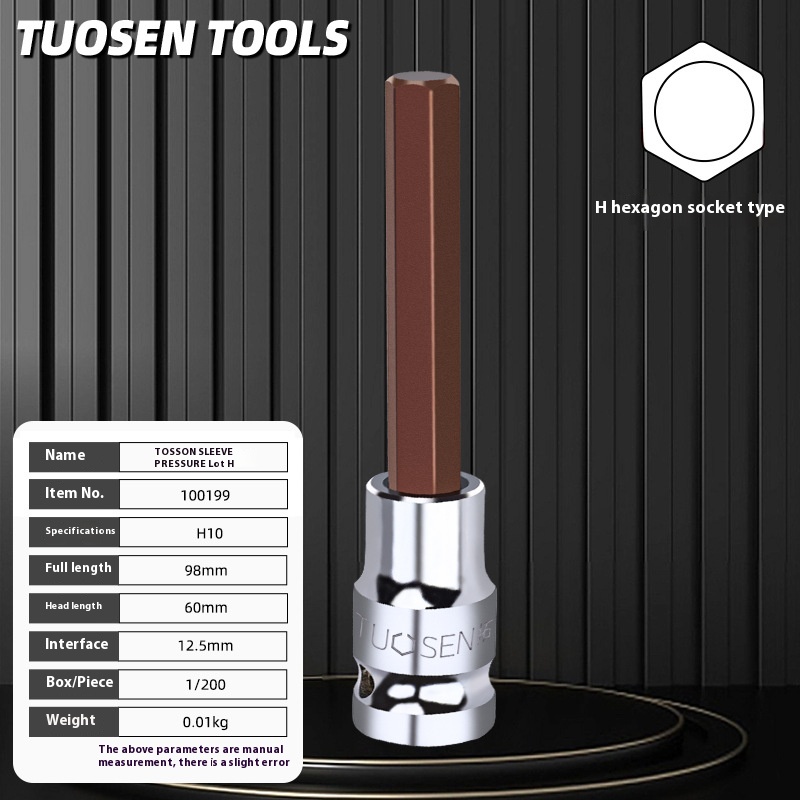 TUOSEN TOOLS
H hexagon socket type
Name
TOSSON SLEEVE
PRESSURE Lot H
Item No.
100199
Specifications
H10
Full length
98mm
Head length
60mm
Interface
12.5mm
Box/Piece
1/200
Weight
0.01kg
The above parameters are manual
measurement, there is a slight error
TUOSEN